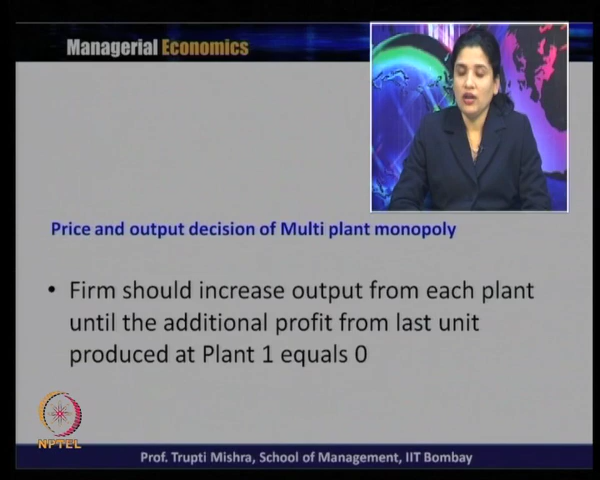 Managerial Economics
Price and output decision of Multi plant monopoly
• Firm should increase output from each plant
until the additional profit from last unit
produced at Plant 1 equals 0
NPTEL
Prof. Trupti Mishra, School of Management, IIT Bombay